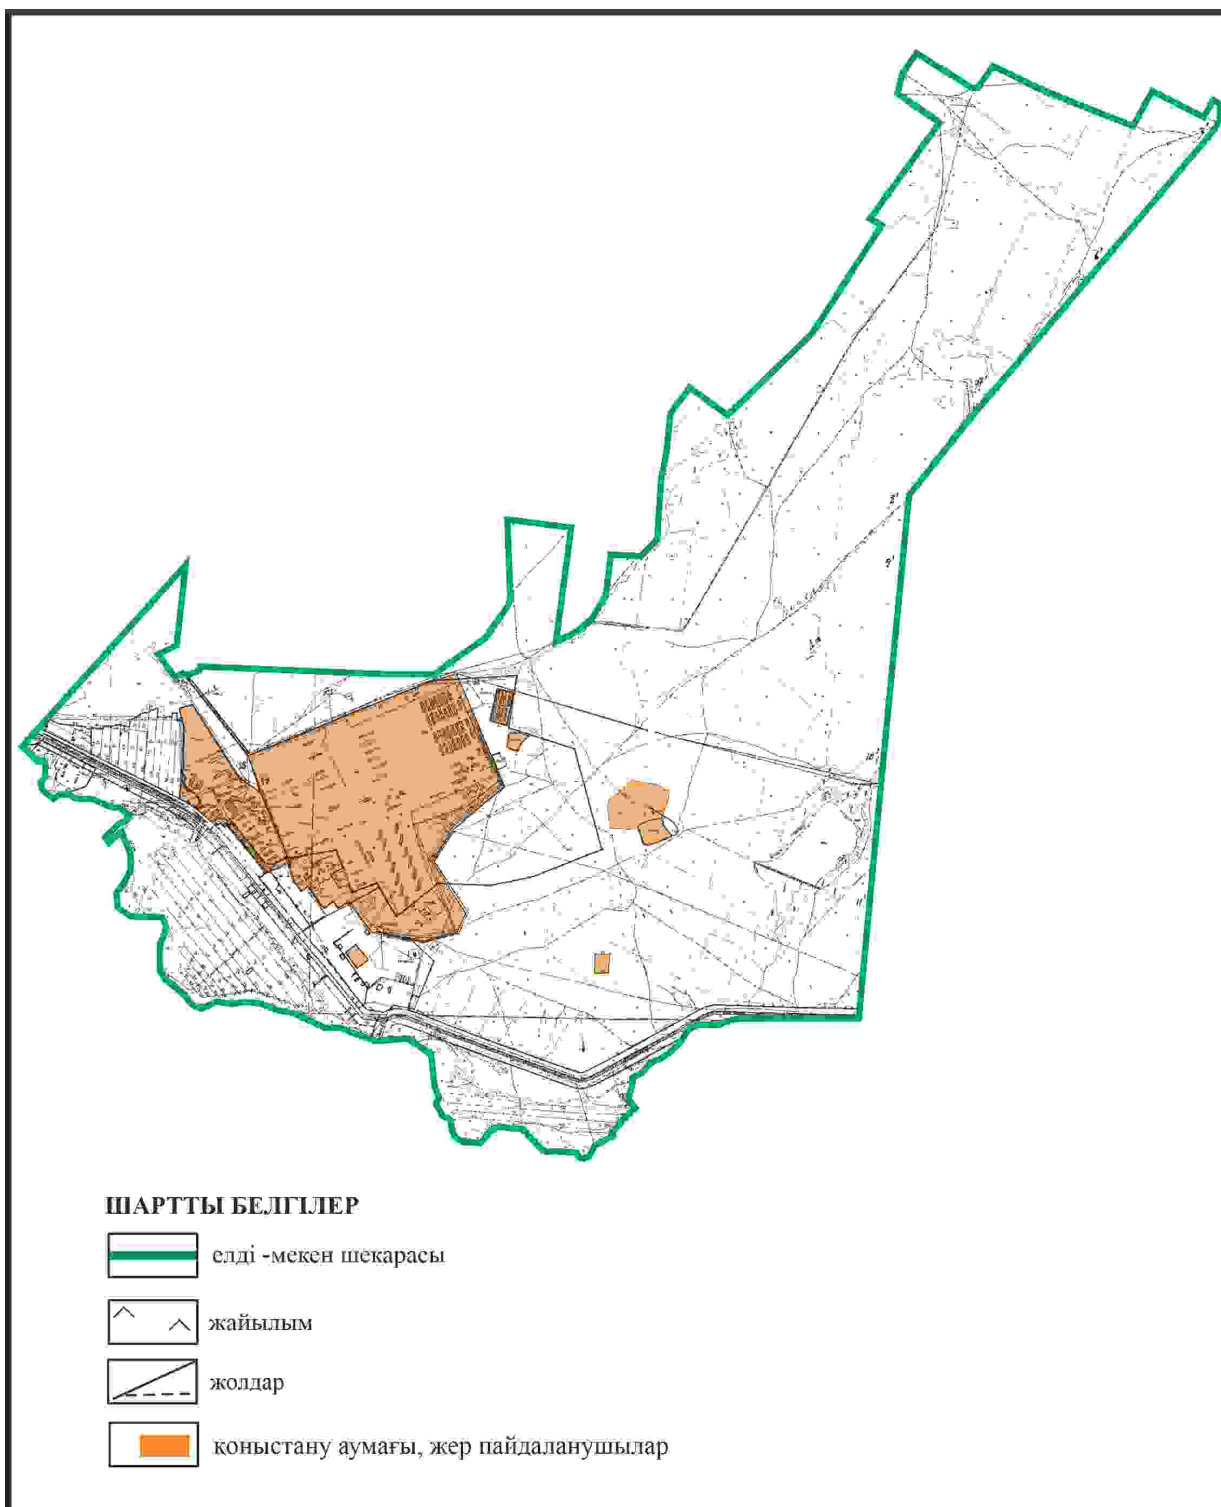 ШАРТТЫ БЕЛГІЛЕР
елді -мекен шекарасы
жайылым
жолдар
қоныстану аумағы, жер пайдаланушылар